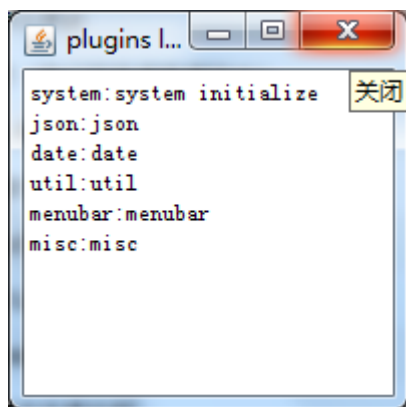 plugins l...
system:system initialize
关闭
json:json
date:date
util:util
menubar:menubar
misc:misc